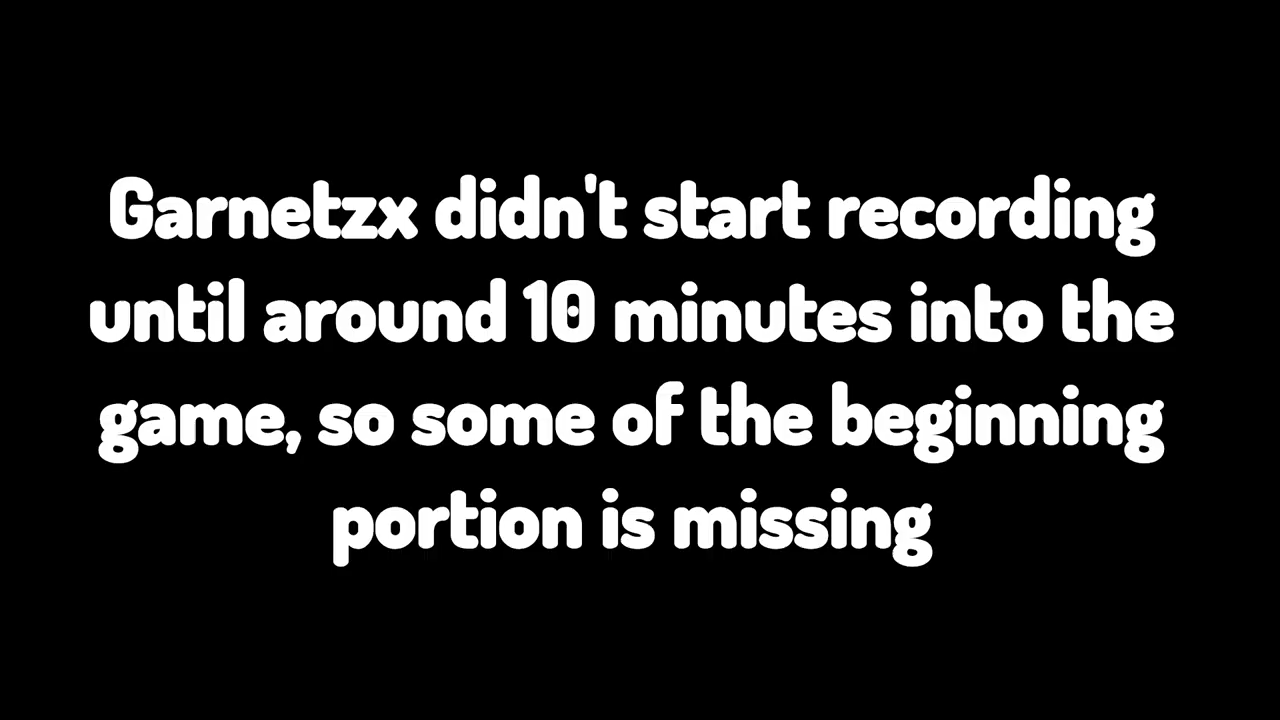 Garnetzx didn't start recording
until around 10 minutes into the
game, so some of the beginning
portion is missing